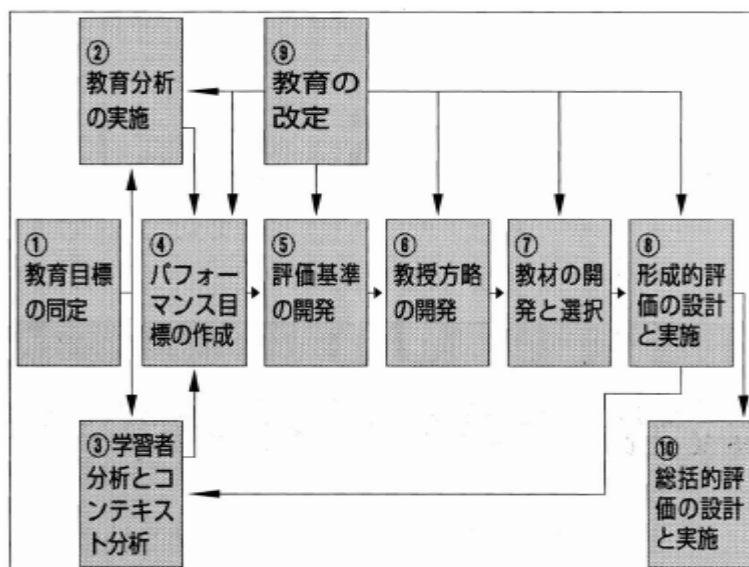 ②
教育分析
の実施
⑨
教育の
改定
①
教育目標
の同定
④
パフォー
マンス目
標の作成
⑤
評価基準
の開発
⑥
教授方略
の開発
⑦
教材の開
発と選択
⑧
形成的評
価の設計
と実施
③学習者
分析とコ
ンテキス
ト分析
⑩
総括的評
価の設計
と実施